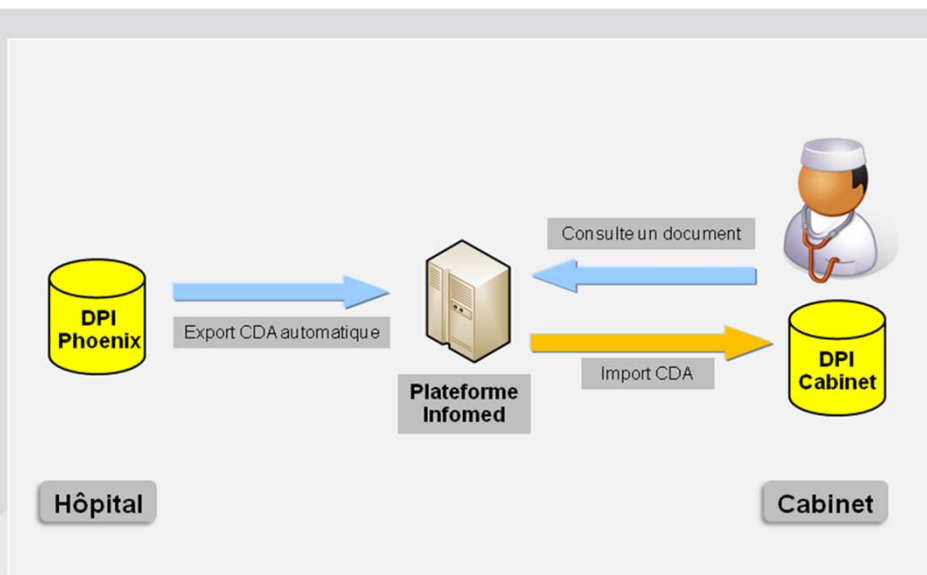 Consulte un document
DPI
Phoenix
Export CDA automatique
Import CDA
DPI
Cabinet
Plateforme
Infomed
Hôpital
Cabinet